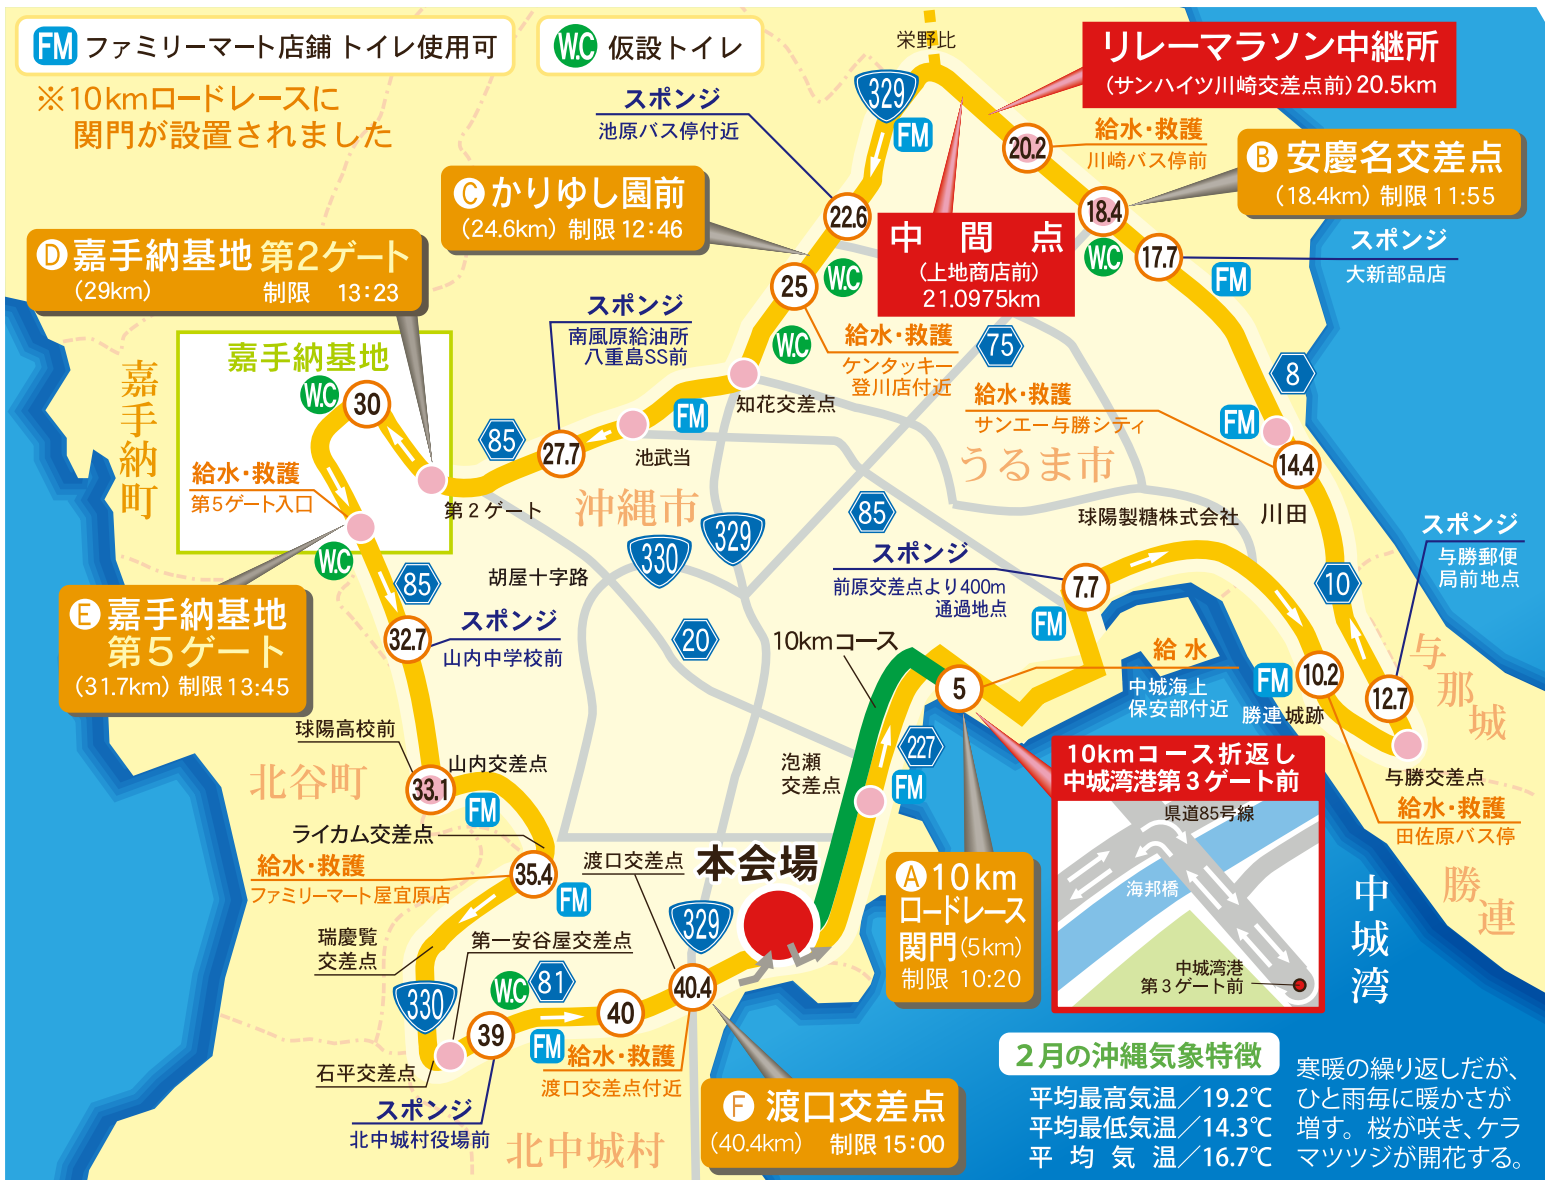 FM ファミリーマート店舗 トイレ使用可
W.C 仮設トイレ
※10kmロードレースに
関門が設置されました
栄野比
リレーマラソン中継所
(サンハイツ川崎交差点前)20.5km
スポンジ
池原バス停付近
329
FM
20.2
給水・救護
川崎バス停前
B 安慶名交差点
(18.4km) 制限 11:55
C かりゆし園前
(24.6km) 制限 12:46
22.6
18.4
中間点
(上地商店前)
21.0975km
W.C
17.7
スポンジ
大新部品店
FM
D 嘉手納基地 第2ゲート
(29km) 制限 13:23
25
W.C
スポンジ
南風原給油所
八重島SS前
W.C
給水・救護
ケンタッキー
登川店付近
75
8
嘉手納町
嘉手納基地
W.C
30
知花交差点
給水・救護
サンエー与勝シティ
FM
FM
85
27.7
池武当
うるま市
14.4
給水・救護
第5ゲート入口
第2ゲート
沖縄市
85
球陽製糖株式会社
川田
329
330
スポンジ
与勝郵便
局前地点
W.C
85
胡屋十字路
スポンジ
前原交差点より400m
通過地点
7.7
10
E 嘉手納基地
第5ゲート
(31.7km) 制限13:45
32.7
スポンジ
山内中学校前
20
10kmコース
FM
給水
中城海上
保安部付近
5
FM
10.2
勝連城跡
12.7
与那城
球陽高校前
北谷町
山内交差点
33.1
FM
泡瀬
交差点
227
FM
10kmコース折返し
中城湾港第3ゲート前
県道85号線
海邦橋
中城湾港
第3ゲート前
与勝交差点
給水・救護
田佐原バス停
ライカム交差点
給水・救護
ファミリーマート屋宜原店
35.4
FM
渡口交差点
本会場
A 10km
ロードレース
関門(5km)
制限 10:20
中城湾
勝連
瑞慶覧
交差点
第一安谷屋交差点
329
330
W.C
81
40.4
39
40
FM
給水・救護
渡口交差点付近
石平交差点
スポンジ
北中城村役場前
北中城村
F 渡口交差点
(40.4km) 制限15:00
2月の沖縄気象特徴
平均最高気温/19.2℃
平均最低気温/14.3℃
平均気温/16.7℃
寒暖の繰り返しだが、
ひと雨毎に暖かさが
増す。桜が咲き、ケラ
マツツジが開花する。